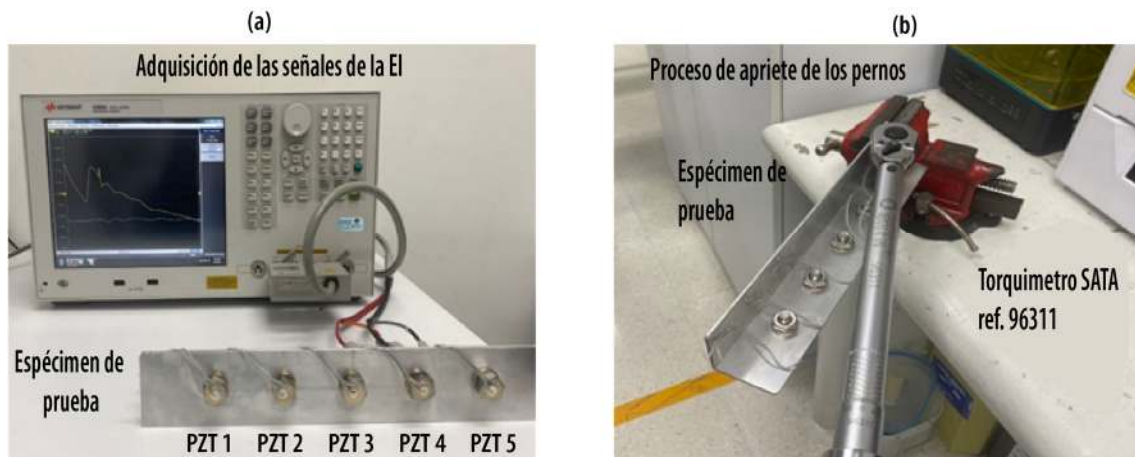 (a)
Adquisición de las señales de la EI
KEYSIGHT
Espécimen de
prueba
PZT 1 PZT 2 PZT 3 PZT 4 PZT 5
(b)
Proceso de apriete de los pernos
Espécimen de
prueba
Torquimetro SATA
ref. 96311